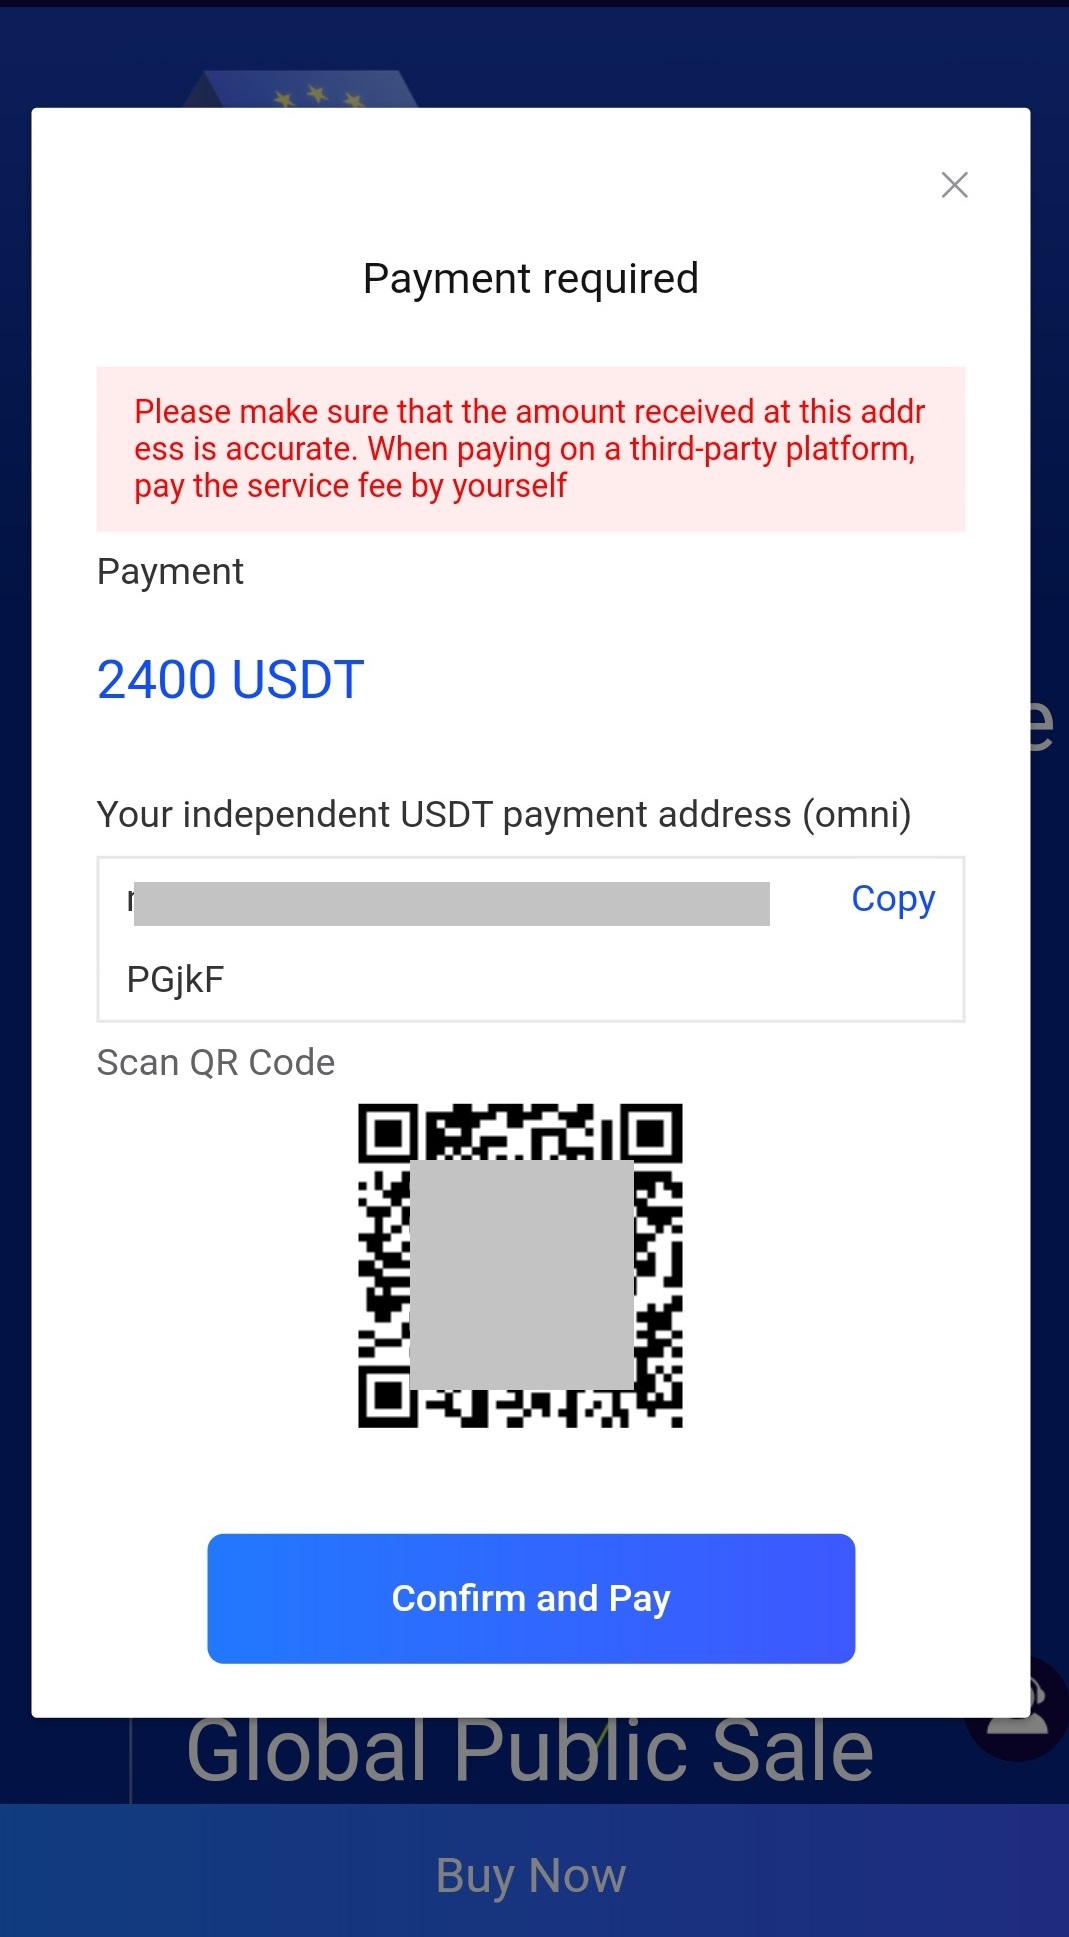 Payment required
Please make sure that the amount received at this addr
ess is accurate. When paying on a third-party platform,
pay the service fee by yourself
Payment
2400 USDT
Your independent USDT payment address (omni)
Copy
PGjkF
Scan QR Code
Confirm and Pay
Global Public Sale
Buy Now